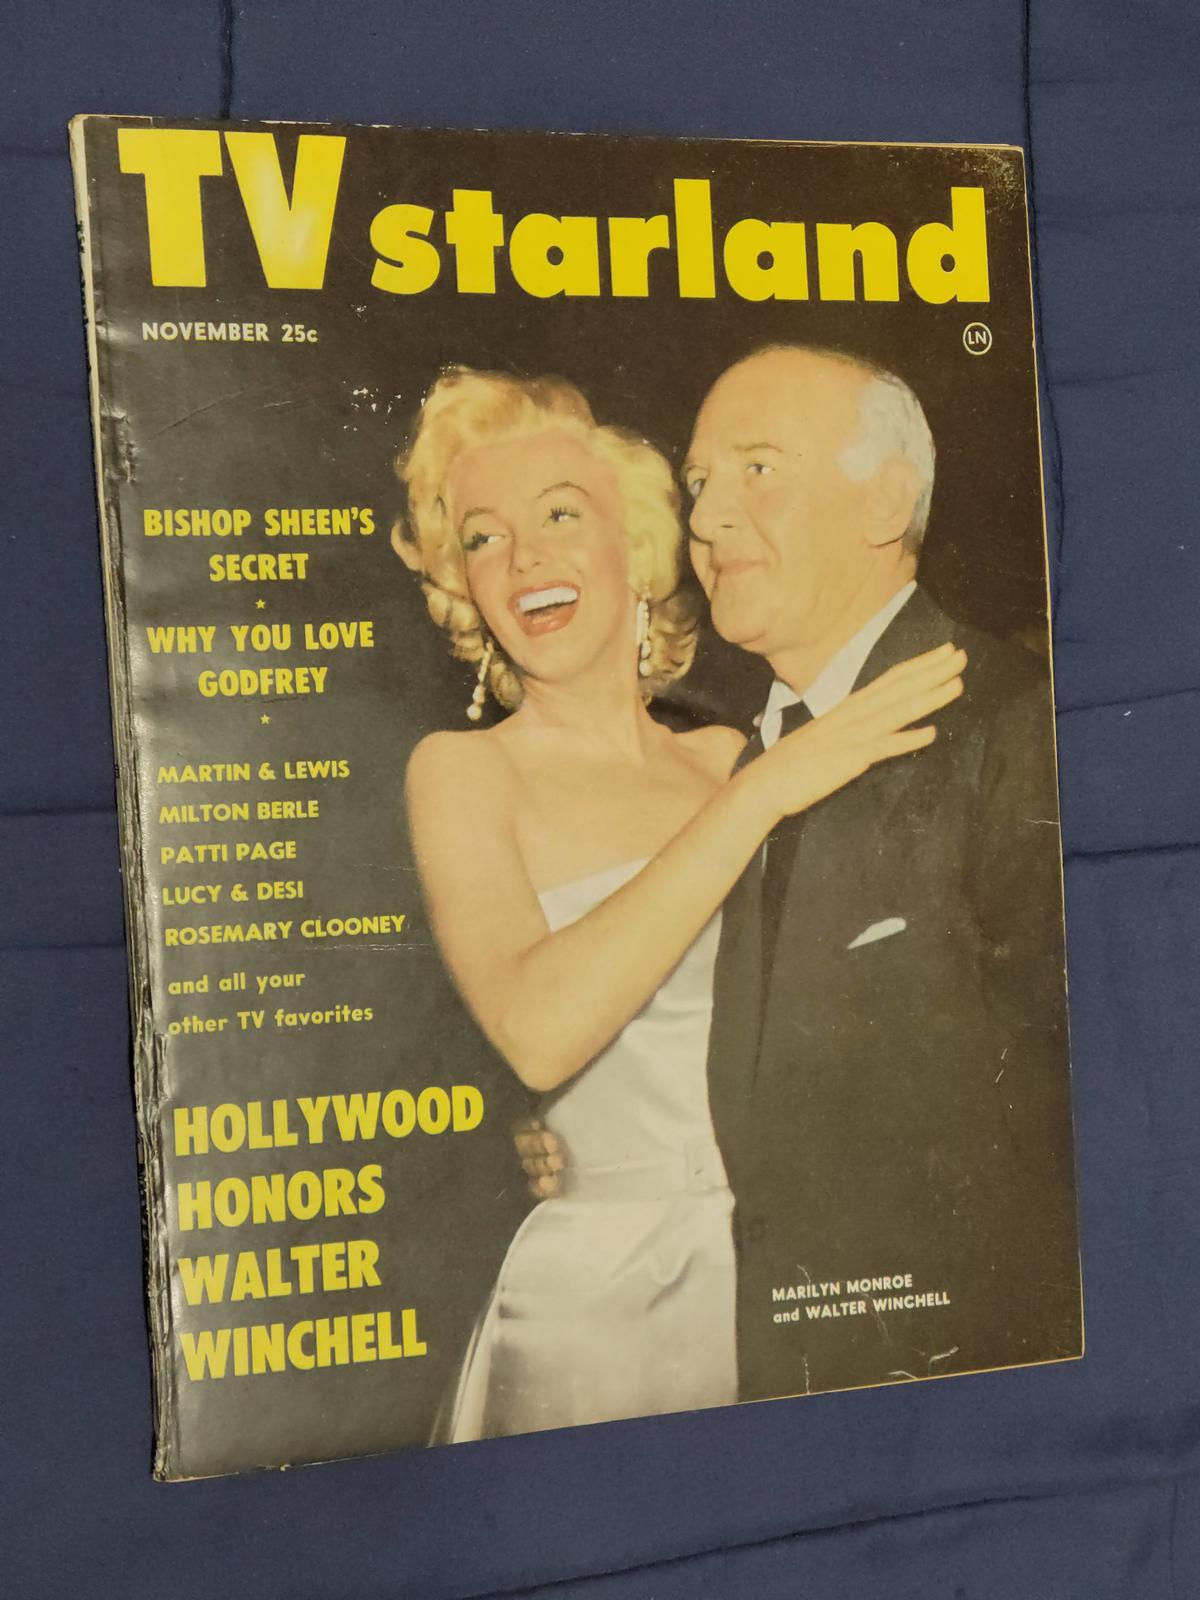 TV starland
NOVEMBER 25c
LN
BISHOP SHEEN'S
SECRET
WHY YOU LOVE
GODFREY
MARTIN & LEWIS
MILTON BERLE
PATTI PAGE
LUCY & DESI
ROSEMARY CLOONEY
and all your
other TV favorites
HOLLYWOOD
HONORS
WALTER
WINCHELL
MARILYN MONROE
and WALTER WINCHELL